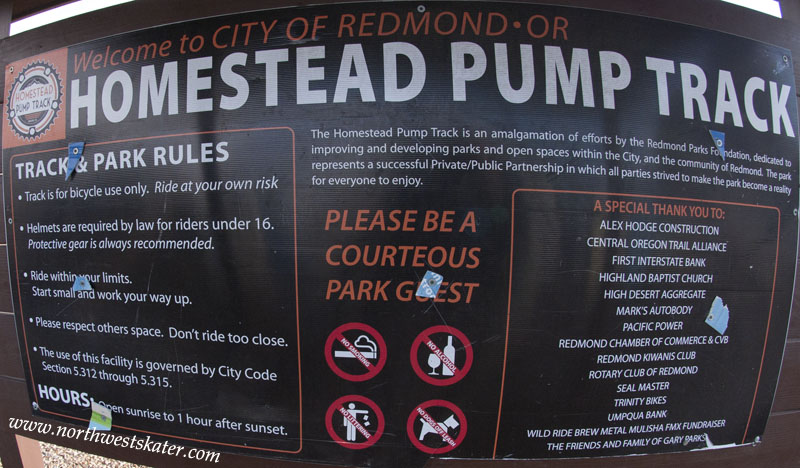 Welcome to CITY OF REDMOND•OR
HOMESTEAD PUMP TRACK
HOMESTEAD
PUMP TRACK
TRACK & PARK RULES
• Track is for bicycle use only. Ride at your own risk
• Helmets are required by law for riders under 16.
Protective gear is always recommended.
• Ride within your limits.
Start small and work your way up.
• Please respect others space. Don't ride too close.
• The use of this facility is governed by City Code
Section 5.312 through 5.315.
HOURS: Open sunrise to 1 hour after sunset.
The Homestead Pump Track is an amalgamation of efforts by the Redmond Parks Foundation, dedicated to
improving and developing parks and open spaces within the City, and the community of Redmond. The park
represents a successful Private/Public Partnership in which all parties strived to make the park become a reality
for everyone to enjoy.
PLEASE BE A
COURTEOUS
PARK GUEST
NO SMOKING
NO ALCOHOL
NO LITTERING
NO DOGS OFF LEASH
A SPECIAL THANK YOU TO:
ALEX HODGE CONSTRUCTION
CENTRAL OREGON TRAIL ALLIANCE
FIRST INTERSTATE BANK
HIGHLAND BAPTIST CHURCH
HIGH DESERT AGGREGATE
MARK'S AUTOBODY
PACIFIC POWER
REDMOND CHAMBER OF COMMERCE & CVB
REDMOND KIWANIS CLUB
ROTARY CLUB OF REDMOND
SEAL MASTER
TRINITY BIKES
UMPQUA BANK
WILD RIDE BREW METAL MULISHA FMX FUNDRAISER
THE FRIENDS AND FAMILY OF GARY PARKS
www.northwestskater.com